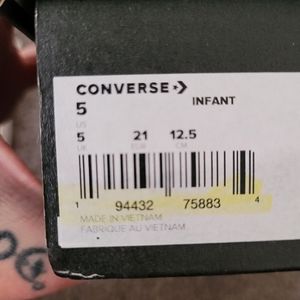 CONVERSE
INFANT
5
US
5 21 12.5
UK EUR CM
1 94432 75883 4
MADE IN VIETNAM
FABRIQUE AU VIETNAM